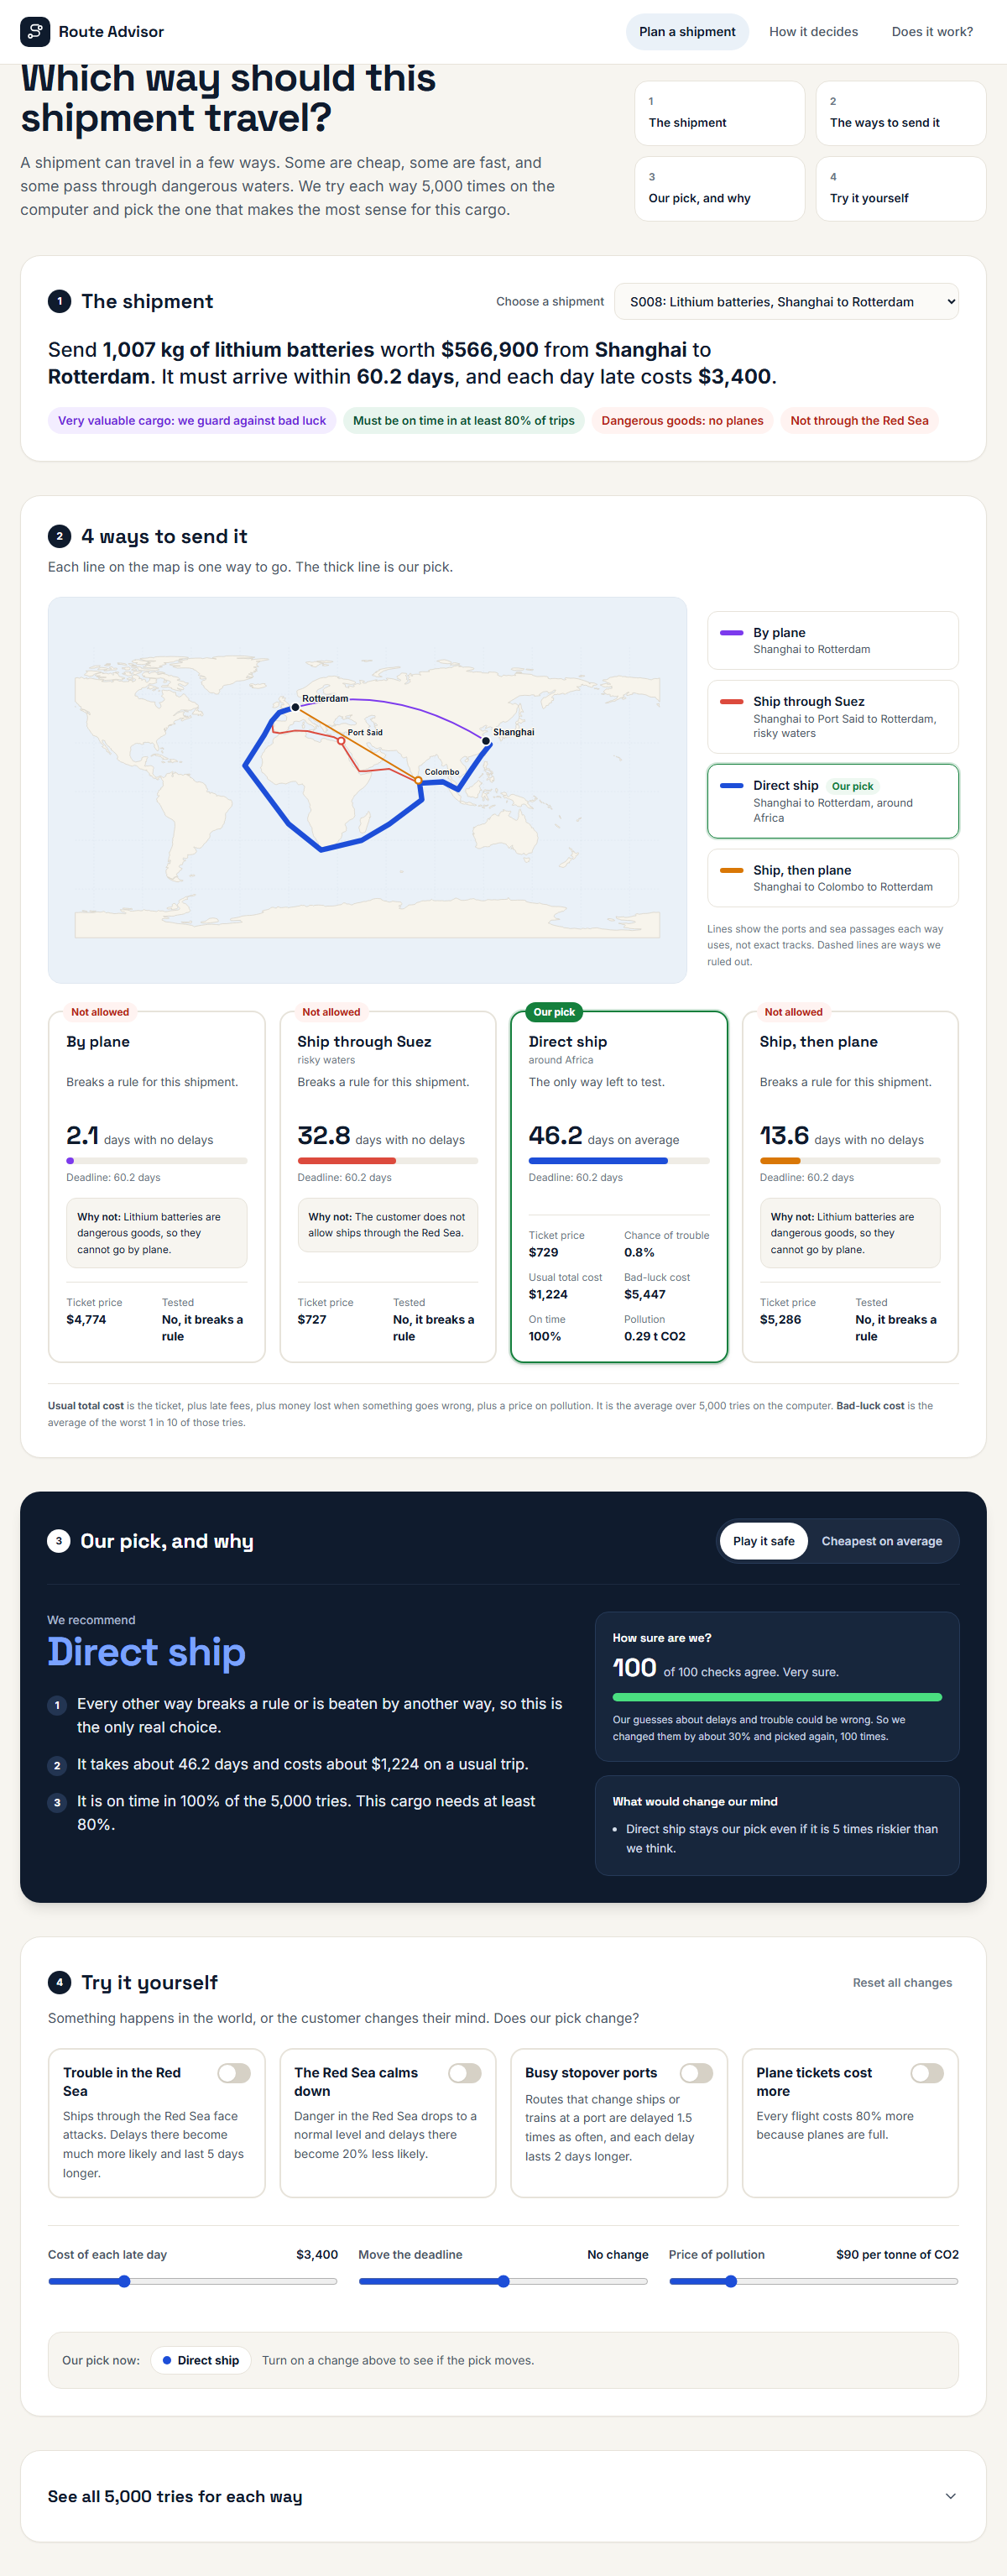 Route Advisor
Plan a shipment
How it decides
Does it work?
Which way should this
shipment travel?
A shipment can travel in a few ways. Some are cheap, some are fast, and
some pass through dangerous waters. We try each way 5,000 times on the
computer and pick the one that makes the most sense for this cargo.
1
The shipment
2
The ways to send it
3
Our pick, and why
4
Try it yourself
1
The shipment
Choose a shipment
S008: Lithium batteries, Shanghai to Rotterdam
Send 1,007 kg of lithium batteries worth $566,900 from Shanghai to
Rotterdam. It must arrive within 60.2 days, and each day late costs $3,400.
Very valuable cargo: we guard against bad luck
Must be on time in at least 80% of trips
Dangerous goods: no planes
Not through the Red Sea
2
4 ways to send it
Each line on the map is one way to go. The thick line is our pick.
Rotterdam
Port Said
Shanghai
Colombo
By plane
Shanghai to Rotterdam
Ship through Suez
Shanghai to Port Said to Rotterdam,
risky waters
Direct ship
Our pick
Shanghai to Rotterdam, around
Africa
Ship, then plane
Shanghai to Colombo to Rotterdam
Lines show the ports and sea passages each way
uses, not exact tracks. Dashed lines are ways we
ruled out.
Not allowed
By plane
Breaks a rule for this shipment.
2.1 days with no delays
Deadline: 60.2 days
Why not: Lithium batteries are
dangerous goods, so they
cannot go by plane.
Ticket price
$4,774
Tested
No, it breaks a
rule
Not allowed
Ship through Suez
risky waters
Breaks a rule for this shipment.
32.8 days with no delays
Deadline: 60.2 days
Why not: The customer does not
allow ships through the Red Sea.
Ticket price
$727
Tested
No, it breaks a
rule
Our pick
Direct ship
around Africa
The only way left to test.
46.2 days on average
Deadline: 60.2 days
Ticket price
$729
Chance of trouble
0.8%
Usual total cost
$1,224
Bad-luck cost
$5,447
On time
100%
Pollution
0.29 t CO2
Not allowed
Ship, then plane
Breaks a rule for this shipment.
13.6 days with no delays
Deadline: 60.2 days
Why not: Lithium batteries are
dangerous goods, so they
cannot go by plane.
Ticket price
$5,286
Tested
No, it breaks a
rule
Usual total cost is the ticket, plus late fees, plus money lost when something goes wrong, plus a price on pollution. It is the average over 5,000 tries on the computer. Bad-luck cost is the
average of the worst 1 in 10 of those tries.
3
Our pick, and why
Play it safe
Cheapest on average
We recommend
Direct ship
1
Every other way breaks a rule or is beaten by another way, so this is
the only real choice.
2
It takes about 46.2 days and costs about $1,224 on a usual trip.
3
It is on time in 100% of the 5,000 tries. This cargo needs at least
80%.
How sure are we?
100 of 100 checks agree. Very sure.
Our guesses about delays and trouble could be wrong. So we
changed them by about 30% and picked again, 100 times.
What would change our mind
• Direct ship stays our pick even if it is 5 times riskier than
we think.
4
Try it yourself
Reset all changes
Something happens in the world, or the customer changes their mind. Does our pick change?
Trouble in the Red
Sea
Ships through the Red Sea face
attacks. Delays there become
much more likely and last 5 days
longer.
The Red Sea calms
down
Danger in the Red Sea drops to a
normal level and delays there
become 20% less likely.
Busy stopover ports
Routes that change ships or
trains at a port are delayed 1.5
times as often, and each delay
lasts 2 days longer.
Plane tickets cost
more
Every flight costs 80% more
because planes are full.
Cost of each late day
$3,400
Move the deadline
No change
Price of pollution
$90 per tonne of CO2
Our pick now:
Direct ship
Turn on a change above to see if the pick moves.
See all 5,000 tries for each way